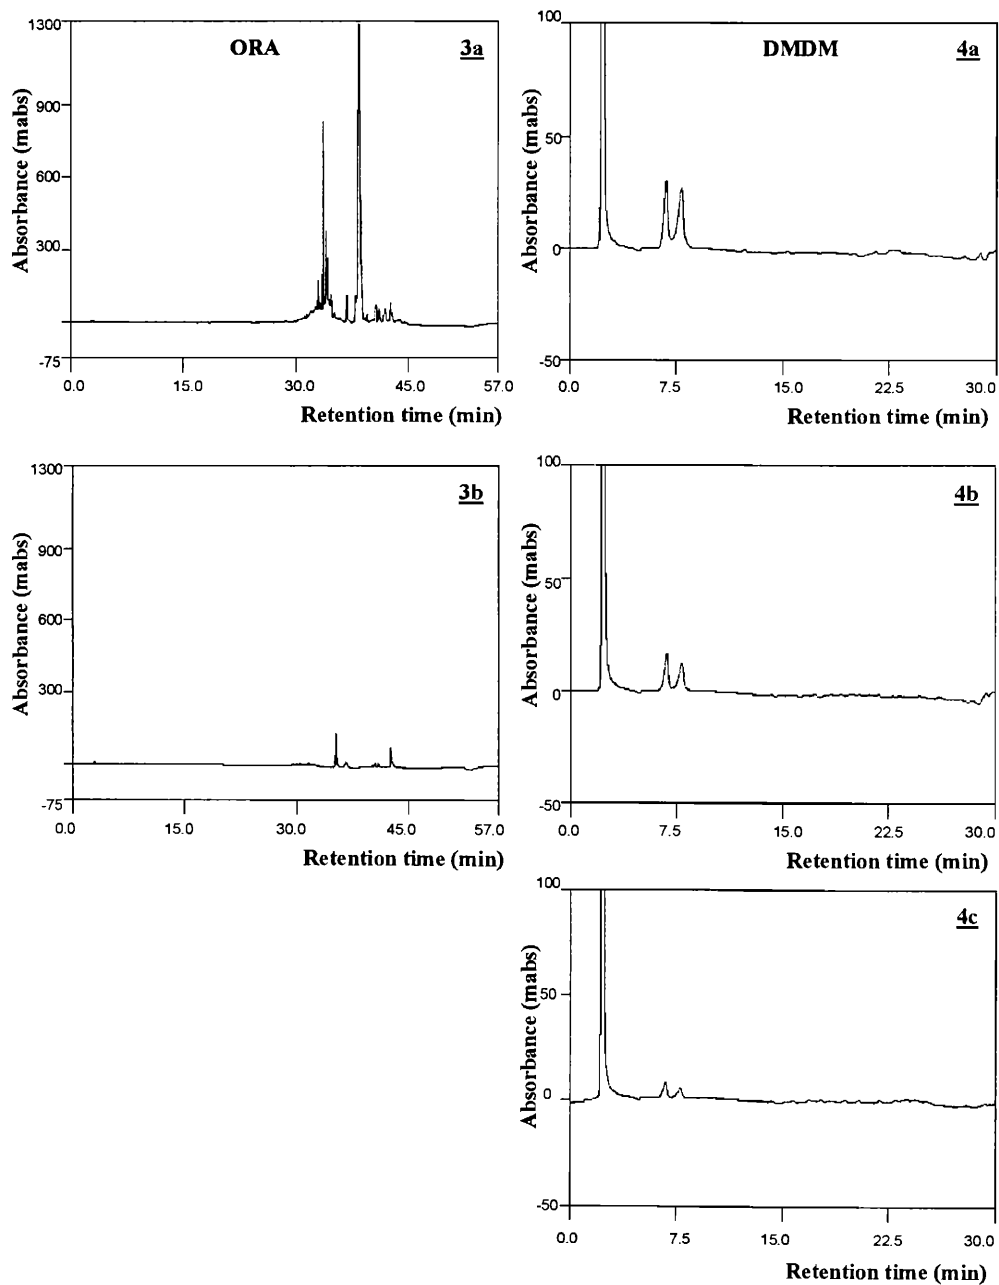 ORA
3a
1300
900
600
300
-75
Absorbance (mabs)
0.0 15.0 30.0 45.0 57.0
Retention time (min)
DMDM
4a
100
50
0
-50
Absorbance (mabs)
0.0 7.5 15.0 22.5 30.0
Retention time (min)
3b
1300
900
600
300
-75
Absorbance (mabs)
0.0 15.0 30.0 45.0 57.0
Retention time (min)
4b
100
50
0
-50
Absorbance (mabs)
0.0 7.5 15.0 22.5 30.0
Retention time (min)
4c
100
50
0
-50
Absorbance (mabs)
0.0 7.5 15.0 22.5 30.0
Retention time (min)